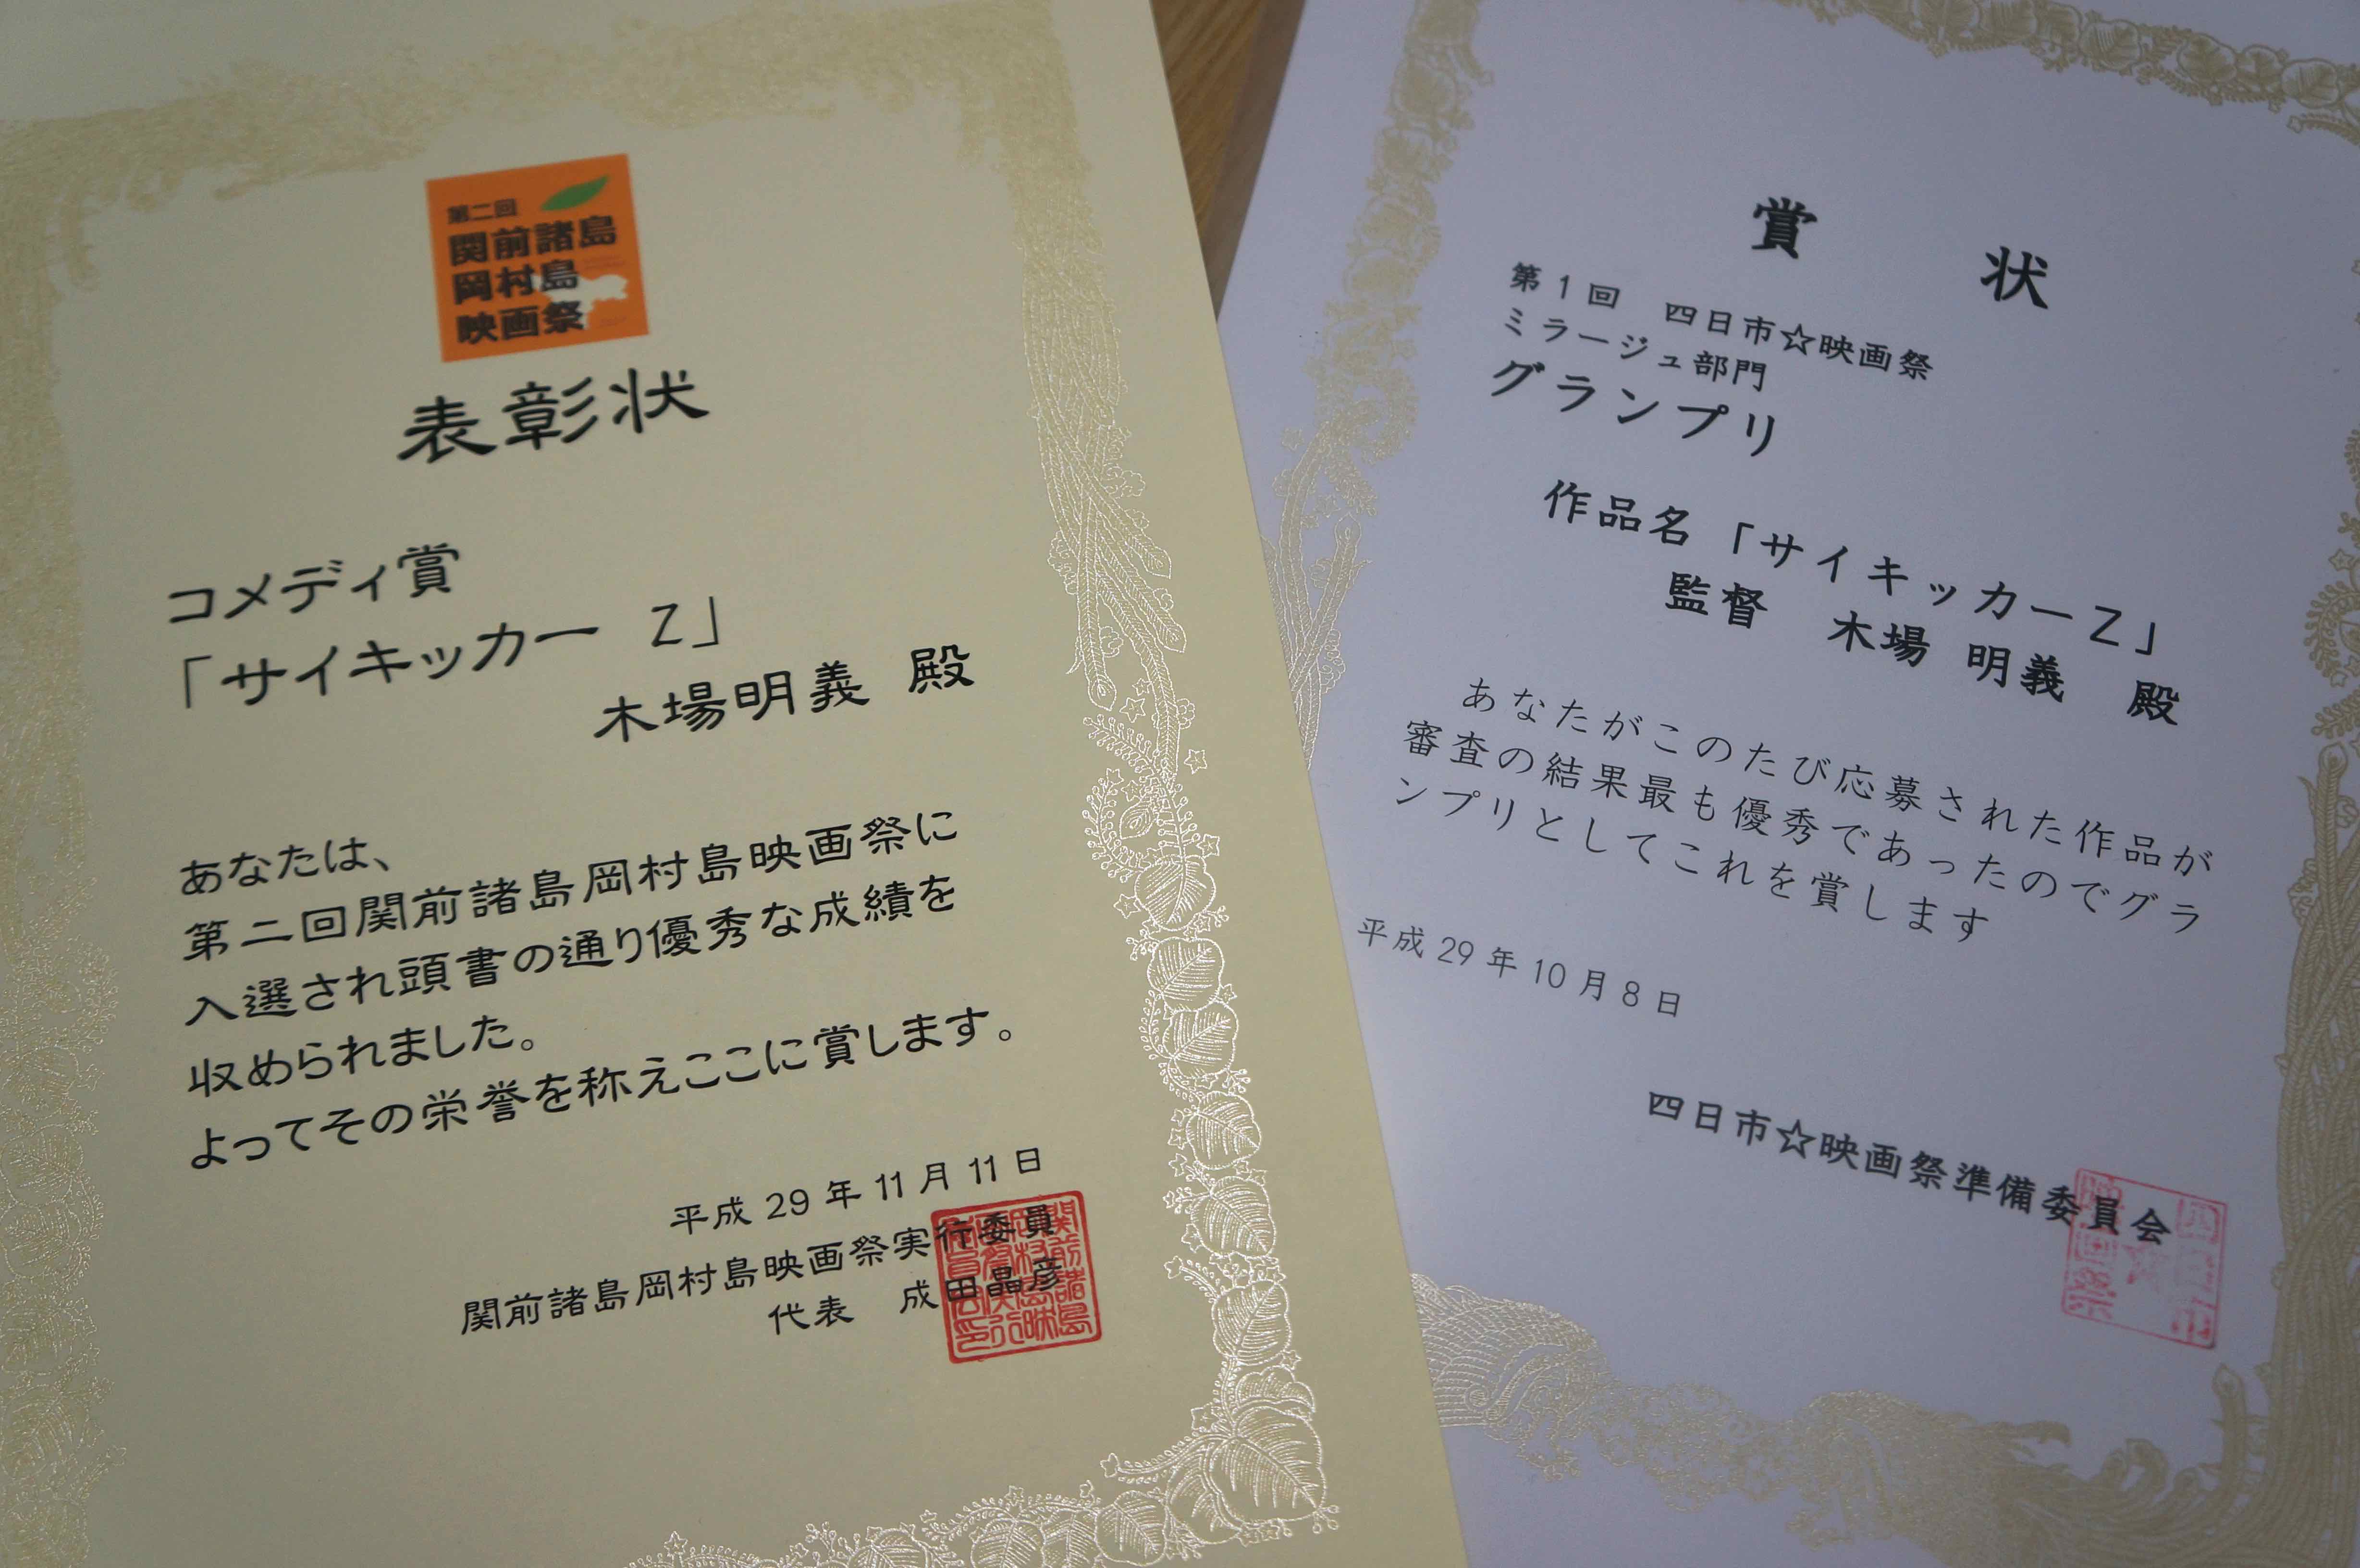 第二回
関前諸島
岡村島
映画祭
表彰状
コメディ賞
「サイキッカー Z」
木場明義 殿
あなたは、
第二回関前諸島岡村島映画祭に
入選され頭書の通り優秀な成績を
収められました。
よってその栄誉を称えここに賞します。
平成 29 年 11 月 11 日
関前諸島岡村島映画祭実行委員
代表 成田晶彦
賞 状
第1回 四日市☆映画祭
ミラージュ部門
グランプリ
作品名「サイキッカーZ」
監督 木場 明義 殿
あなたがこのたび応募された作品が
審査の結果最も優秀であったのでグラ
ンプリとしてこれを賞します
平成 29 年 10 月 8 日
四日市☆映画祭準備委員会